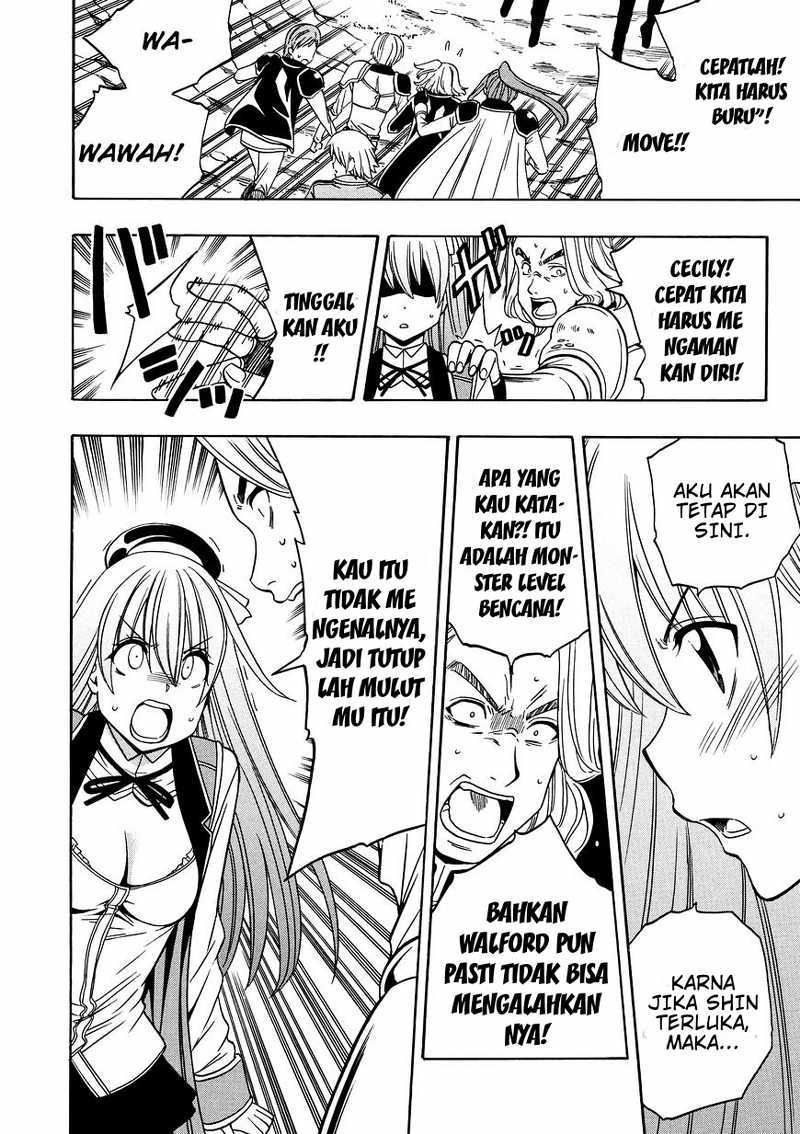 CEPATLAH!
KITA HARUS
BURU"!
MOVE!!
WA-
WAWAH!
CECILY!
CEPAT KITA
HARUS ME
NGAMAN
KAN DIRI!
TINGGAL
KAN AKU
!!
AKU AKAN
TETAP DI
SINI.
KARNA
JIKA SHIN
TERLUKA,
MAKA...
APA YANG
KAU KATA-
KAN?! ITU
ADALAH MON-
STER LEVEL
BENCANA!
BAHKAN
WALFORD PUN
PASTI TIDAK BISA
MENGALAHKAN
NYA!
KAU ITU
TIDAK ME
NGENALNYA,
JADI TUTUP
LAH MULUT
MU ITU!